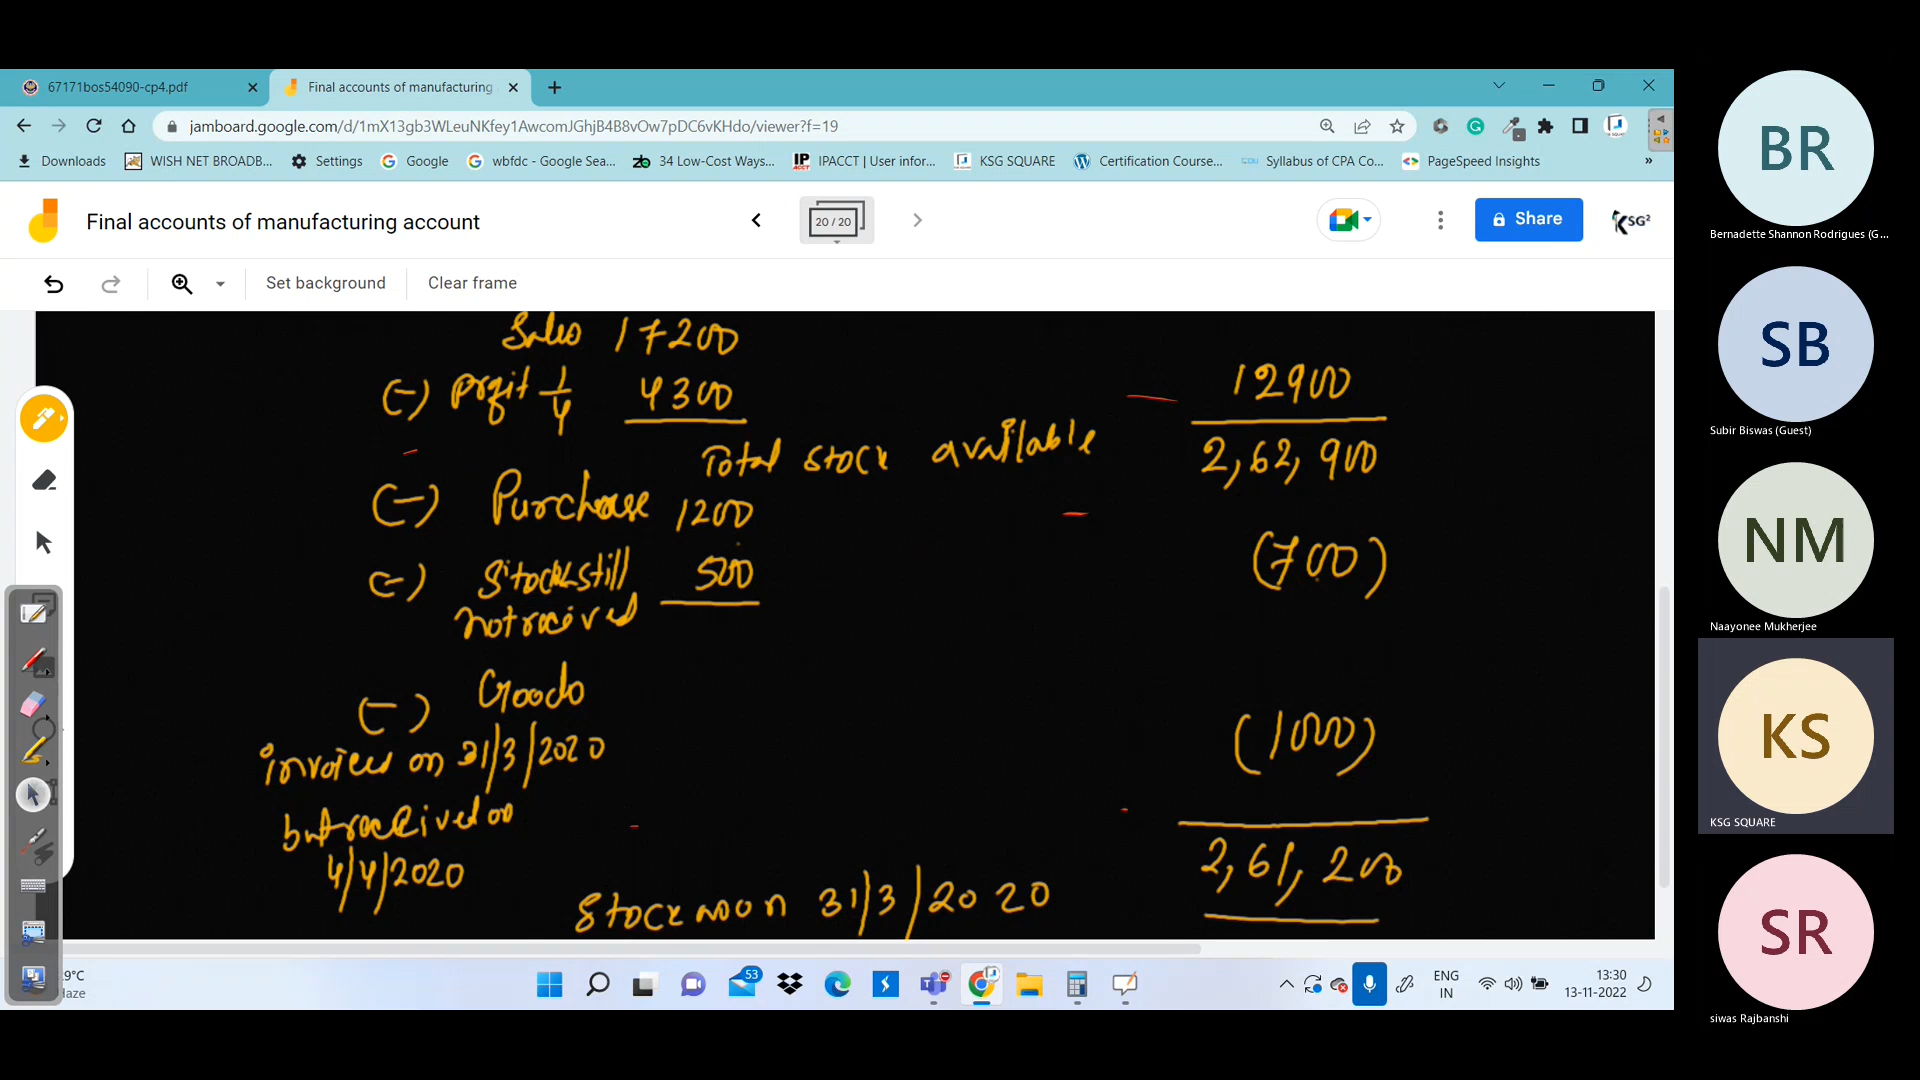 67171bos54090-cp4.pdf
Final accounts of manufacturing
jamboard.google.com/d/1mX13gb3WLeuNKfey1AwcomJGhjB4B8vOw7pDC6vKHdo/viewer?f=19
Downloads WISH NET BROADB... Settings Google wbfdc - Google Sea... 34 Low-Cost Ways... IPACCT | User infor... KSG SQUARE Certification Course... Syllabus of CPA Co... PageSpeed Insights »
Final accounts of manufacturing account
20 / 20
Share
KSG²
Set background Clear frame
Sales 17200
(-) Profit 1/4 4300 12900
Total stock available 2,62,900
(-) Purchase 1200
(-) Stock still 500 (700)
not received
(-) Goods
invoices on 31/3/2020 (1000)
but received on
4/4/2020
2,61,200
Stock as on 31/3/2020
9°C
Haze
53
ENG
IN
13:30
13-11-2022
BR
Bernadette Shannon Rodrigues (G...
SB
Subir Biswas (Guest)
NM
Naayonee Mukherjee
KS
KSG SQUARE
SR
siwas Rajbanshi